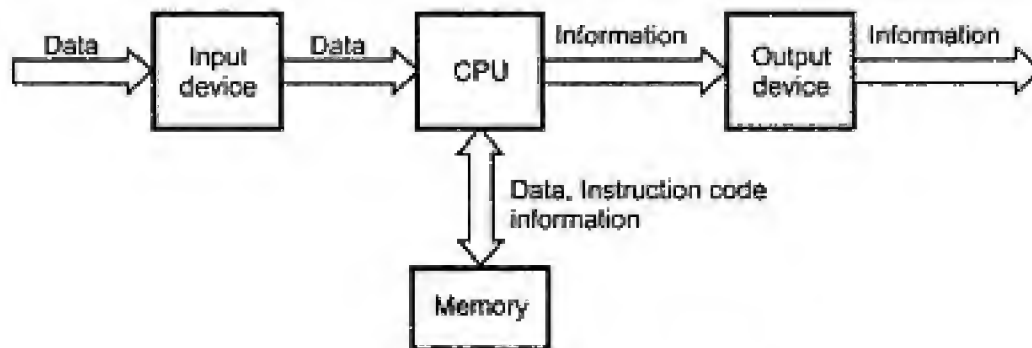 Data
Input
device
Data
CPU
Information
Output
device
Information
Data, Instruction code
information
Memory